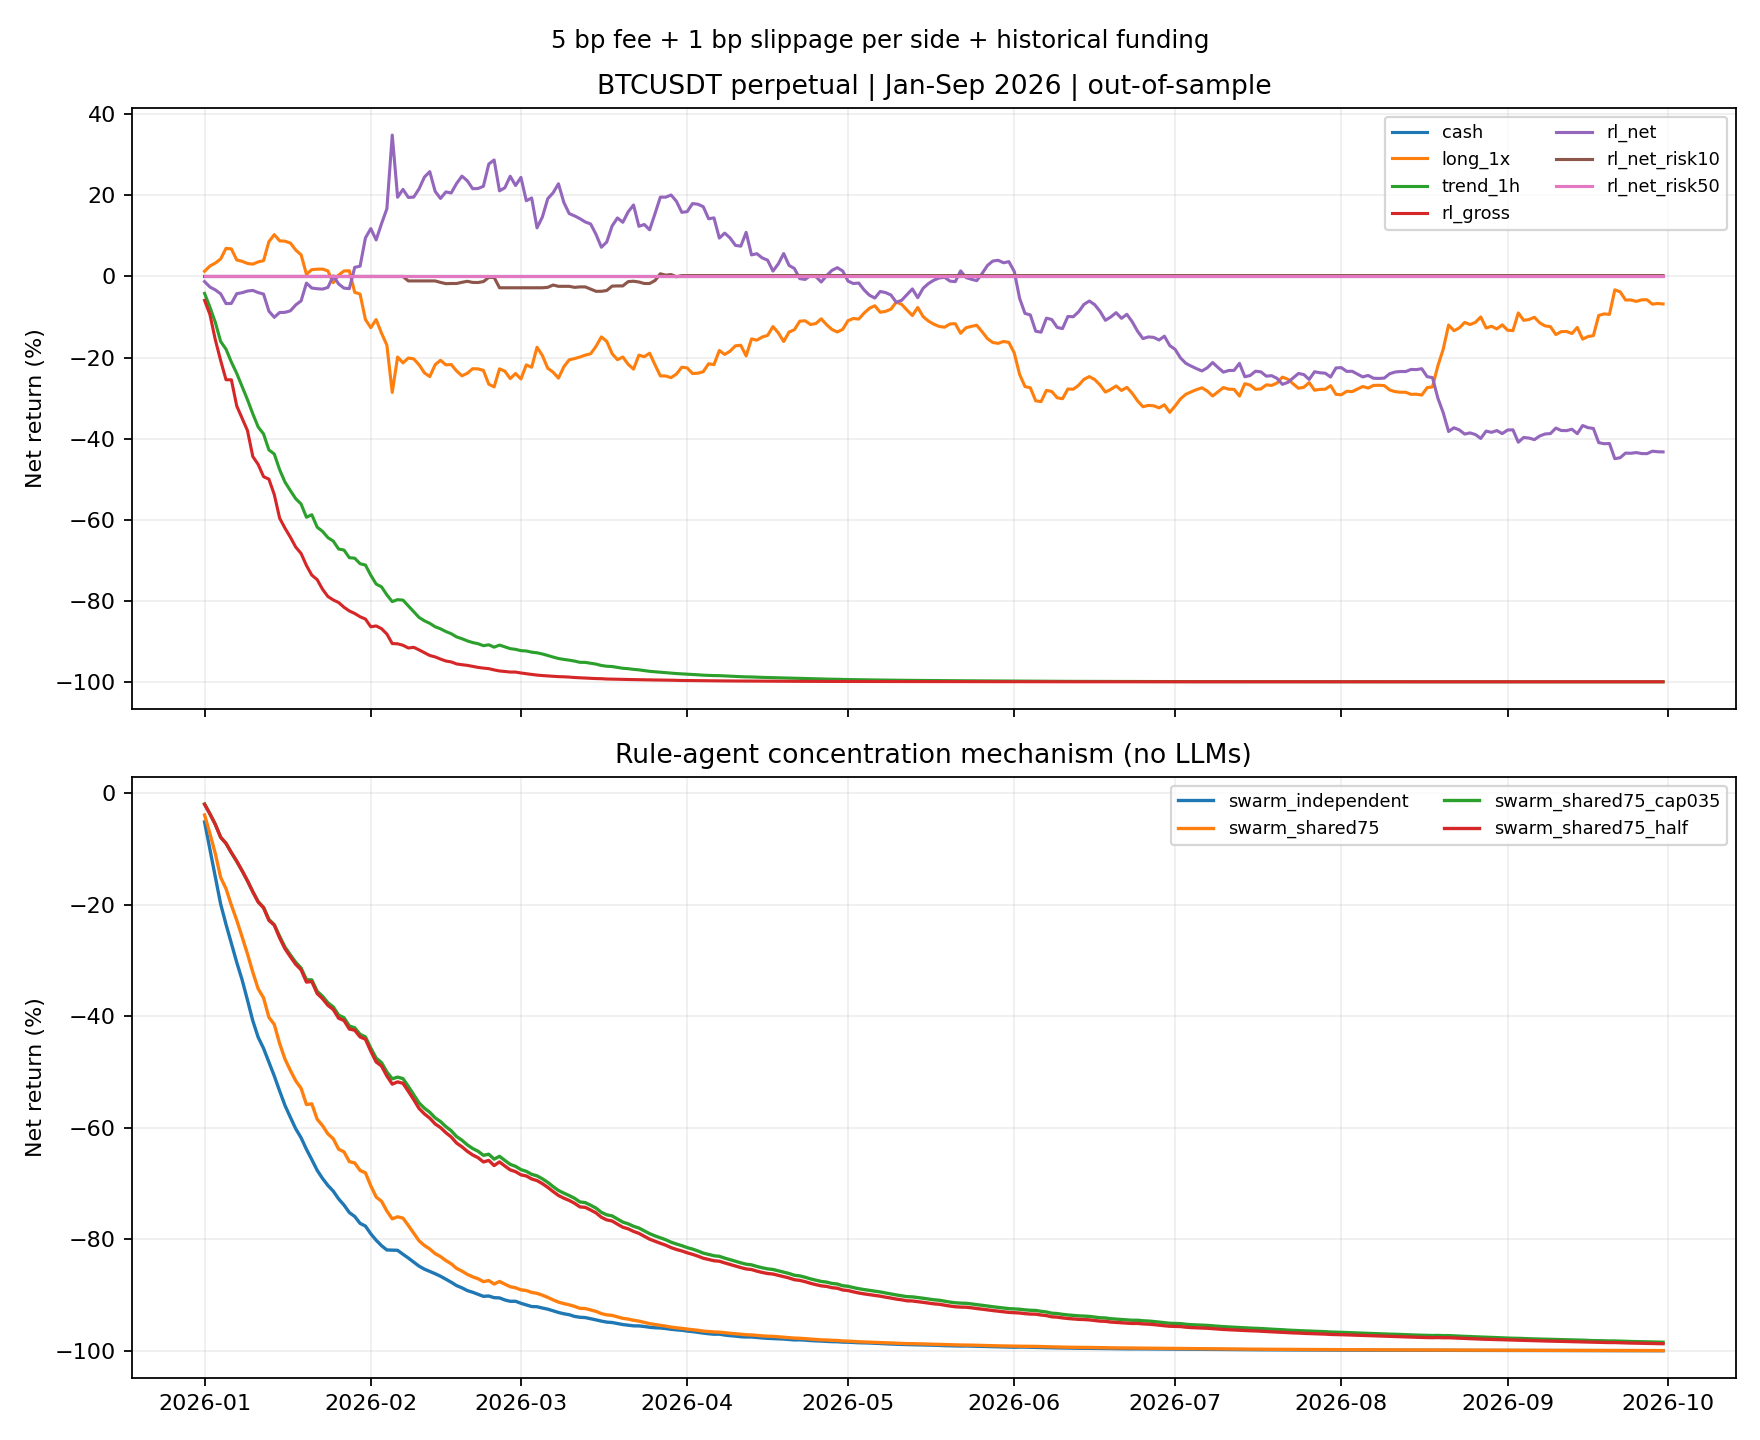 5 bp fee + 1 bp slippage per side + historical funding
BTCUSDT perpetual | Jan-Sep 2026 | out-of-sample
40
20
0
−20
−40
−60
−80
−100
Net return (%)
cash
long_1x
trend_1h
rl_gross
rl_net
rl_net_risk10
rl_net_risk50
Rule-agent concentration mechanism (no LLMs)
0
−20
−40
−60
−80
−100
Net return (%)
swarm_independent
swarm_shared75
swarm_shared75_cap035
swarm_shared75_half
2026-01 2026-02 2026-03 2026-04 2026-05 2026-06 2026-07 2026-08 2026-09 2026-10